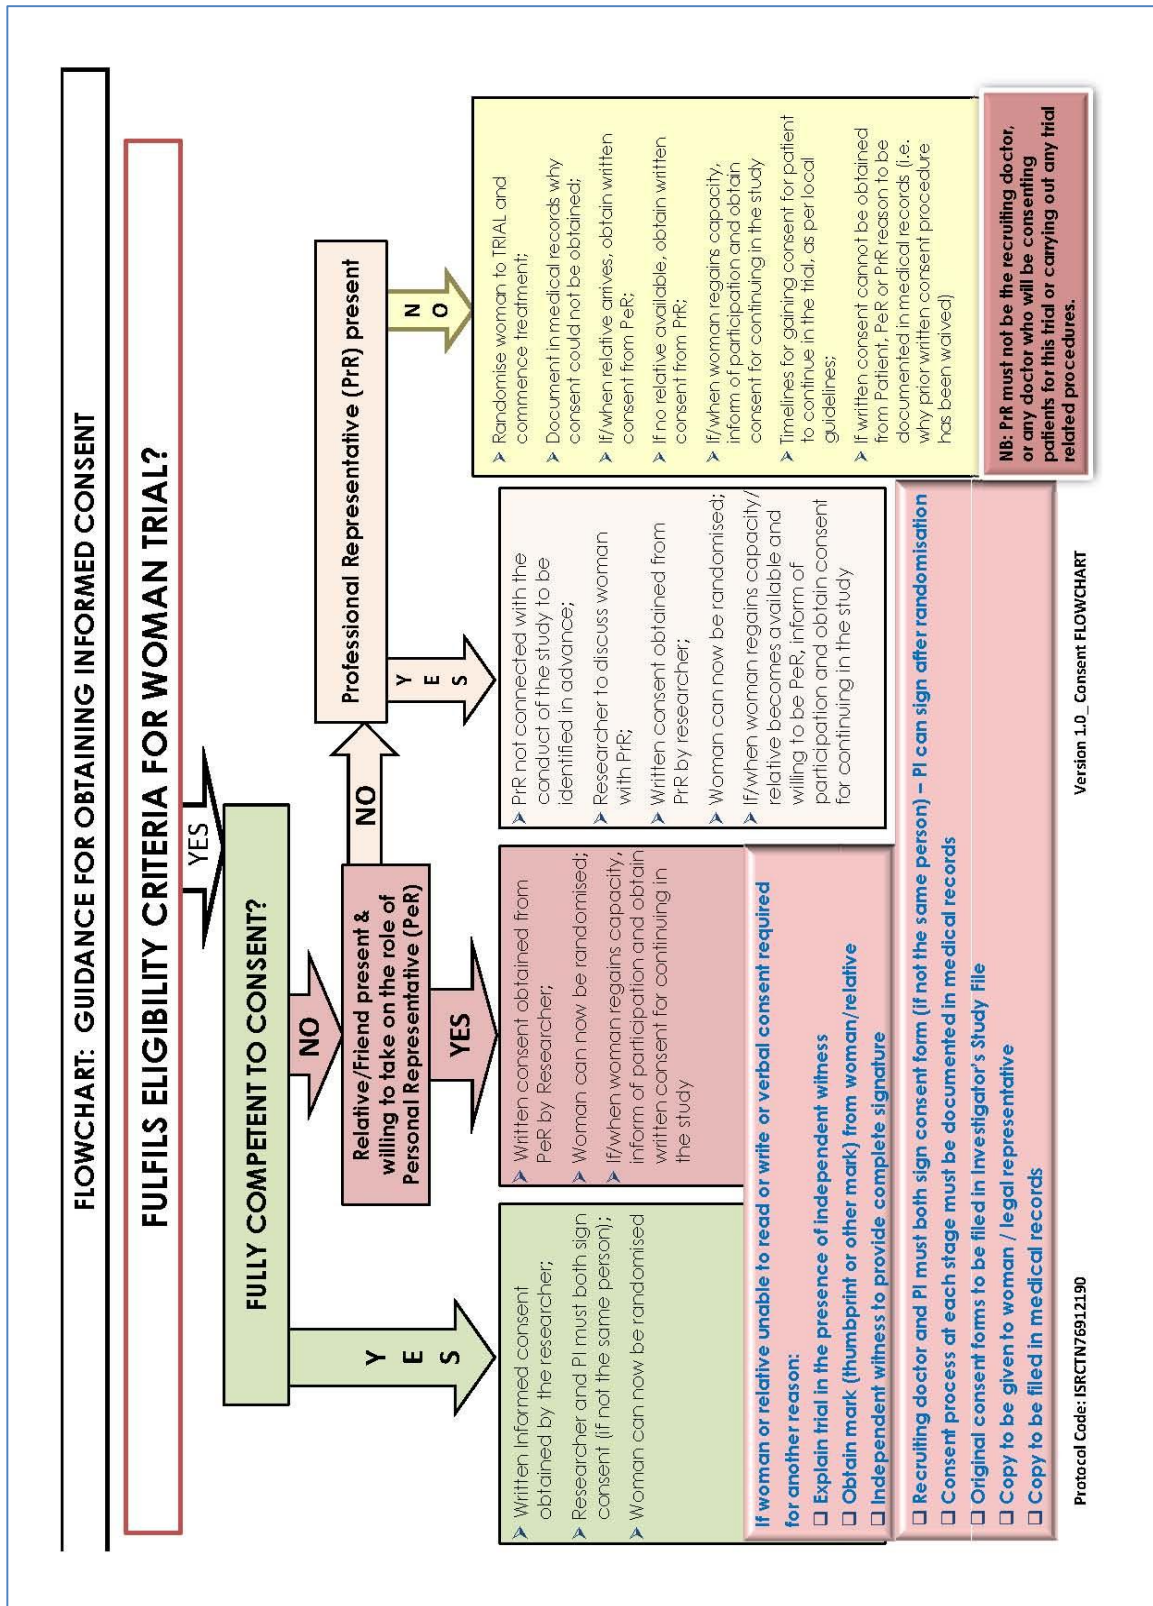 FLOWCHART: GUIDANCE FOR OBTAINING INFORMED CONSENT
FULFILS ELIGIBILITY CRITERIA FOR WOMAN TRIAL?
YES
FULLY COMPETENT TO CONSENT?
YES
NO
Relative/Friend present &
willing to take on the role of
Personal Representative (PeR)
NO
Professional Representative (PrR) present
YES
YES
NO
➢ Written Informed consent
obtained by the researcher;
➢ Researcher and PI must both sign
consent (if not the same person);
➢ Woman can now be randomised
➢ Written consent obtained from
PeR by Researcher;
➢ Woman can now be randomised;
➢ If/when woman regains capacity,
inform of participation and obtain
written consent for continuing in
the study
➢ PrR not connected with the
conduct of the study to be
identified in advance;
➢ Researcher to discuss woman
with PrR;
➢ Written consent obtained from
PrR by researcher;
➢ Woman can now be randomised;
➢ If/when woman regains capacity/
relative becomes available and
willing to be PeR, inform of
participation and obtain consent
for continuing in the study
➢ Randomise woman to TRIAL and
commence treatment;
➢ Document in medical records why
consent could not be obtained;
➢ If/when relative arrives, obtain written
consent from PeR;
➢ If no relative available, obtain written
consent from PrR;
➢ If/when woman regains capacity,
inform of participation and obtain
consent for continuing in the study
➢ Timelines for gaining consent for patient
to continue in the trial, as per local
guidelines;
➢ If written consent cannot be obtained
from Patient, PeR or PrR reason to be
documented in medical records (i.e.
why prior written consent procedure
has been waived)
If woman or relative unable to read or write or verbal consent required
for another reason:
❑ Explain trial in the presence of independent witness
❑ Obtain mark (thumbprint or other mark) from woman/relative
❑ Independent witness to provide complete signature
❑ Recruiting doctor and PI must both sign consent form (if not the same person) – PI can sign after randomisation
❑ Consent process at each stage must be documented in medical records
❑ Original consent forms to be filed in Investigator's Study File
❑ Copy to be given to woman / legal representative
❑ Copy to be filed in medical records
NB: PrR must not be the recruiting doctor,
or any doctor who will be consenting
patients for this trial or carrying out any trial
related procedures.
Protocol Code: ISRCTN76912190
Version 1.0_ Consent FLOWCHART